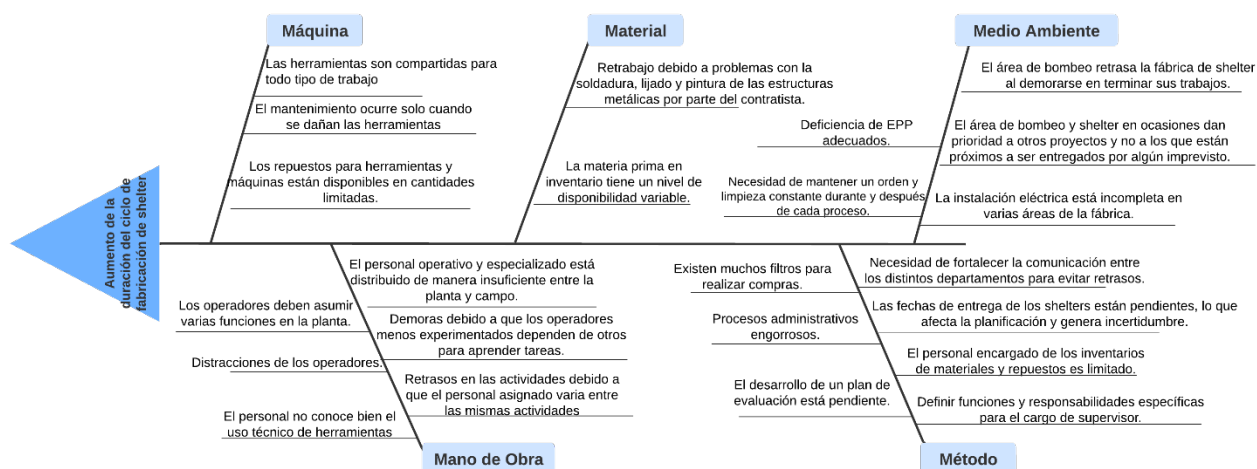 Máquina
Las herramientas son compartidas para
todo tipo de trabajo
El mantenimiento ocurre solo cuando
se dañan las herramientas
Los repuestos para herramientas y
máquinas están disponibles en cantidades
limitadas.
Material
Retrabajo debido a problemas con la
soldadura, lijado y pintura de las estructuras
metálicas por parte del contratista.
La materia prima en
inventario tiene un nivel de
disponibilidad variable.
Medio Ambiente
El área de bombeo retrasa la fábrica de shelter
al demorarse en terminar sus trabajos.
Deficiencia de EPP
adecuados.
El área de bombeo y shelter en ocasiones dan
prioridad a otros proyectos y no a los que están
próximos a ser entregados por algún imprevisto.
Necesidad de mantener un orden y
limpieza constante durante y después
de cada proceso.
La instalación eléctrica está incompleta en
varias áreas de la fábrica.
Aumento de la
duración del ciclo de
fabricación de shelter
El personal operativo y especializado está
distribuido de manera insuficiente entre la
planta y campo.
Los operadores deben asumir
varias funciones en la planta.
Demoras debido a que los operadores
menos experimentados dependen de otros
para aprender tareas.
Distracciones de los operadores.
Retrasos en las actividades debido a
que el personal asignado varia entre
las mismas actividades
El personal no conoce bien el
uso técnico de herramientas
Mano de Obra
Existen muchos filtros para
realizar compras.
Necesidad de fortalecer la comunicación entre
los distintos departamentos para evitar retrasos.
Procesos administrativos
engorrosos.
Las fechas de entrega de los shelters están pendientes, lo que
afecta la planificación y genera incertidumbre.
El desarrollo de un plan de
evaluación está pendiente.
El personal encargado de los inventarios
de materiales y repuestos es limitado.
Definir funciones y responsabilidades específicas
para el cargo de supervisor.
Método